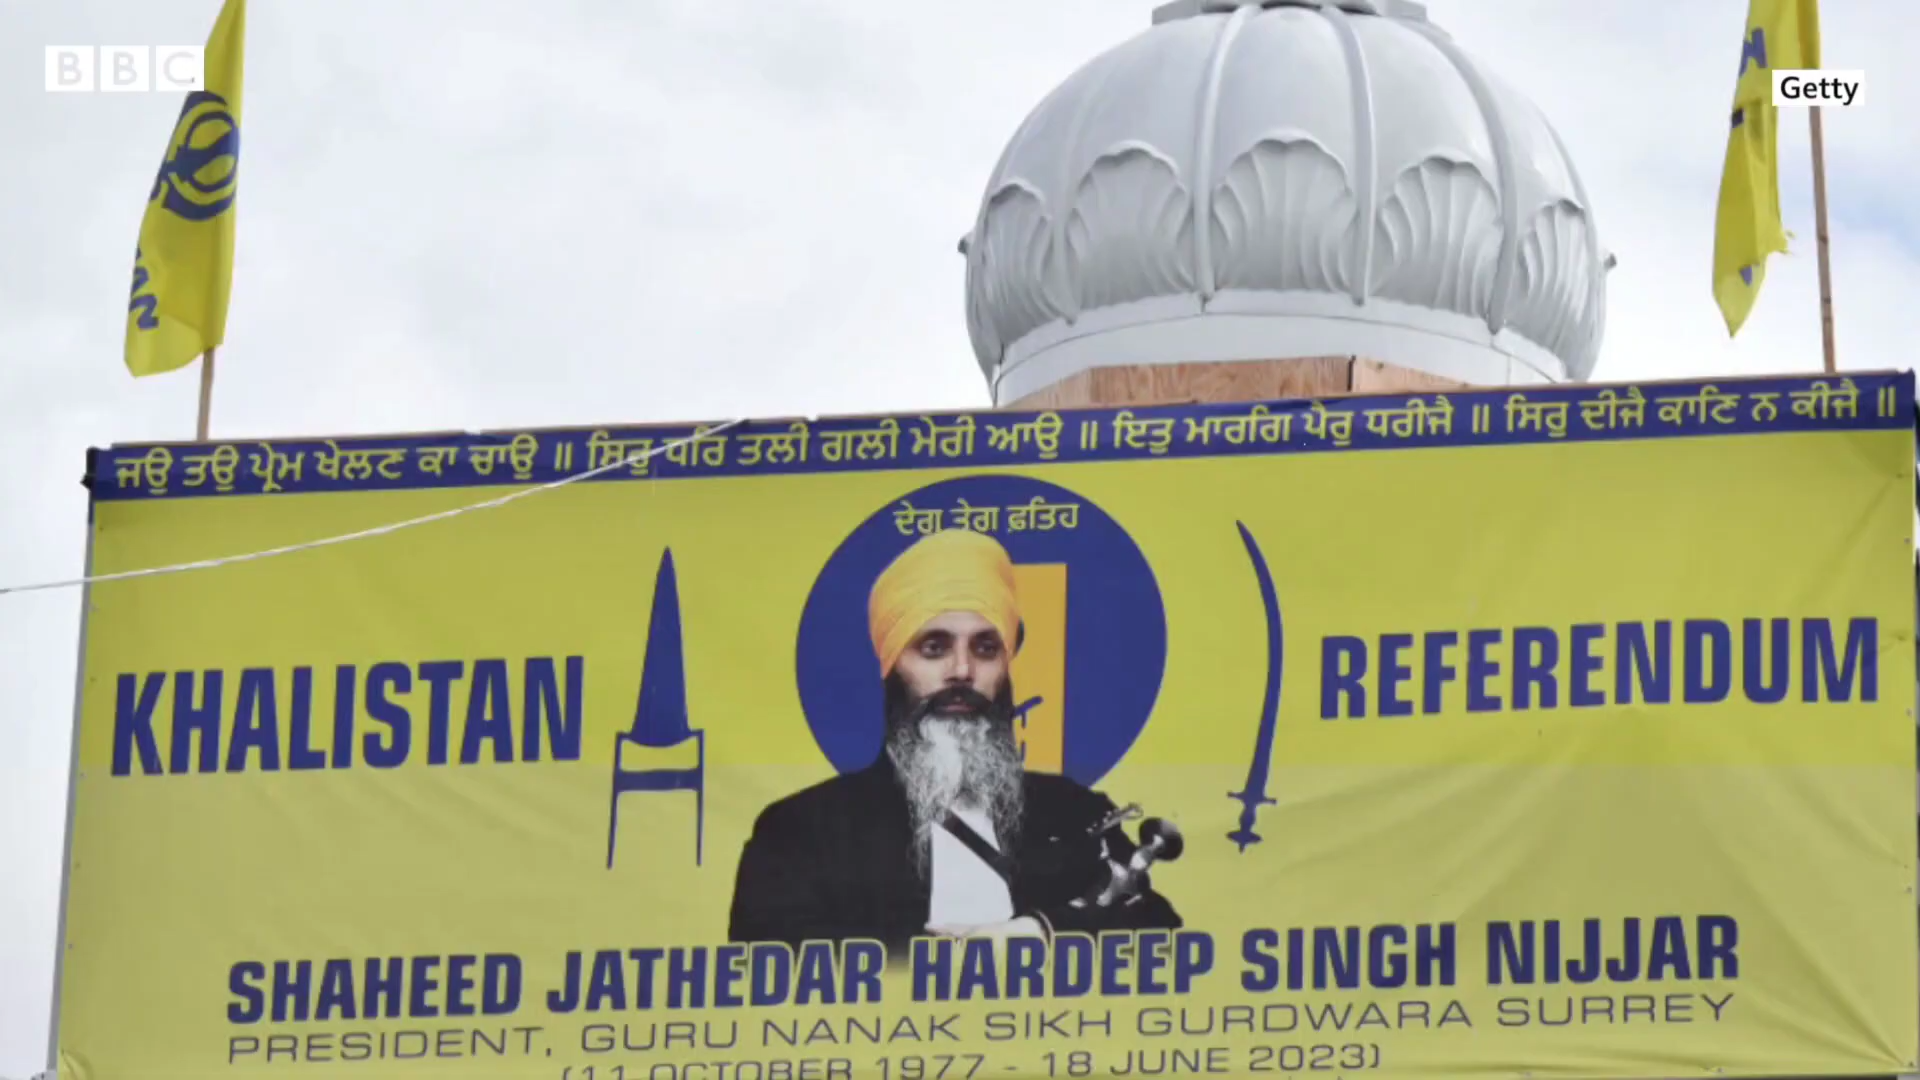 BBC
Getty
ਜਉ ਤਉ ਪ੍ਰੇਮ ਖੇਲਣ ਕਾ ਚਾਉ ॥ ਸਿਰੁ ਧਰਿ ਤਲੀ ਗਲੀ ਮੇਰੀ ਆਉ ॥ ਇਤੁ ਮਾਰਗਿ ਪੈਰੁ ਧਰੀਜੈ ॥ ਸਿਰੁ ਦੀਜੈ ਕਾਣਿ ਨ ਕੀਜੈ ॥
ਦੇਗ ਤੇਗ ਫ਼ਤਿਹ
KHALISTAN REFERENDUM
SHAHEED JATHEDAR HARDEEP SINGH NIJJAR
PRESIDENT, GURU NANAK SIKH GURDWARA SURREY
(11 OCTOBER 1977 - 18 JUNE 2023)